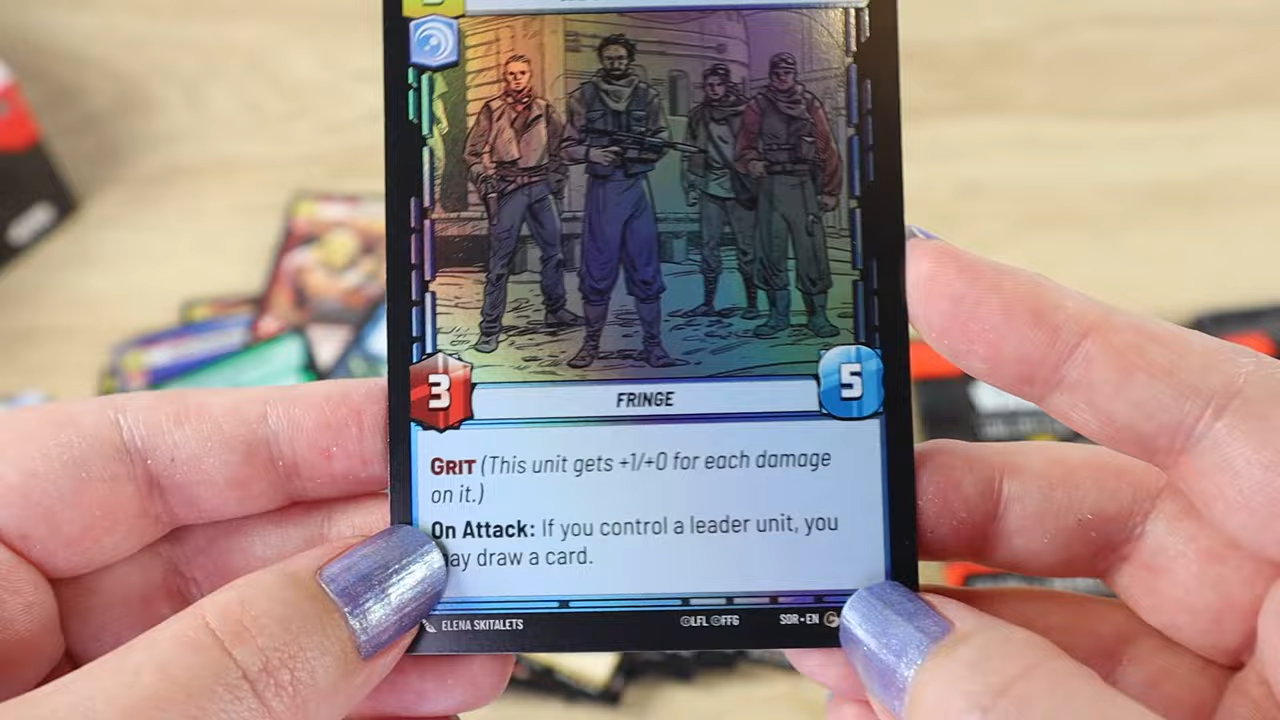 3
FRINGE
5
GRIT (This unit gets +1/+0 for each damage
on it.)
On Attack: If you control a leader unit, you
may draw a card.
ELENA SKITALETS
©LFL ©FFG
SOR•EN